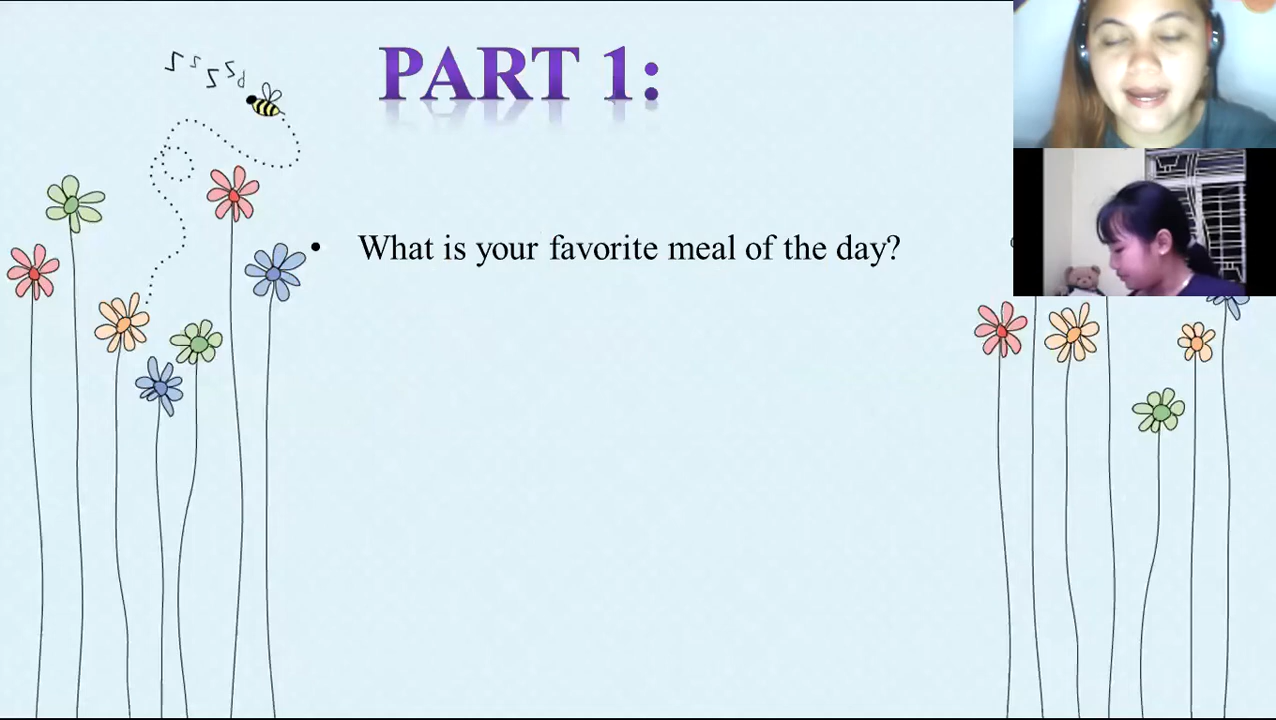 PART 1:
• What is your favorite meal of the day?